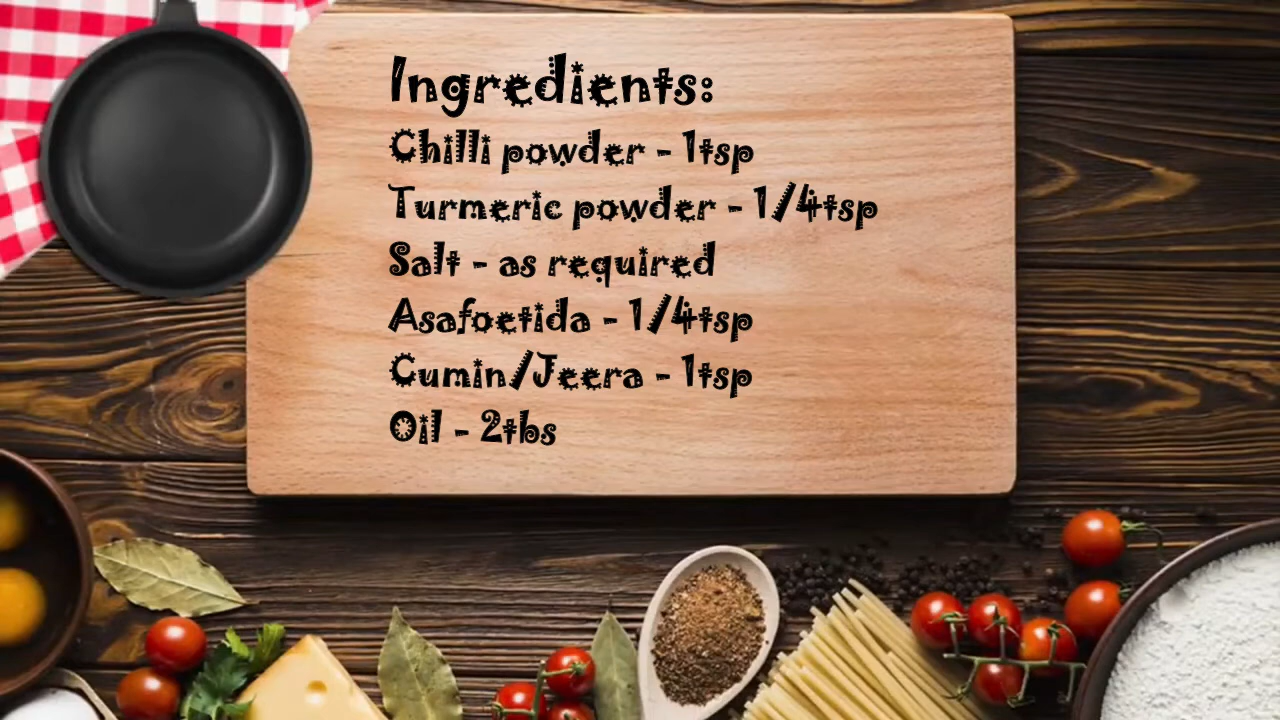 Ingredients:
Chilli powder - 1tsp
Turmeric powder - 1/4tsp
Salt - as required
Asafoetida - 1/4tsp
Cumin/Jeera - 1tsp
Oil - 2tbs